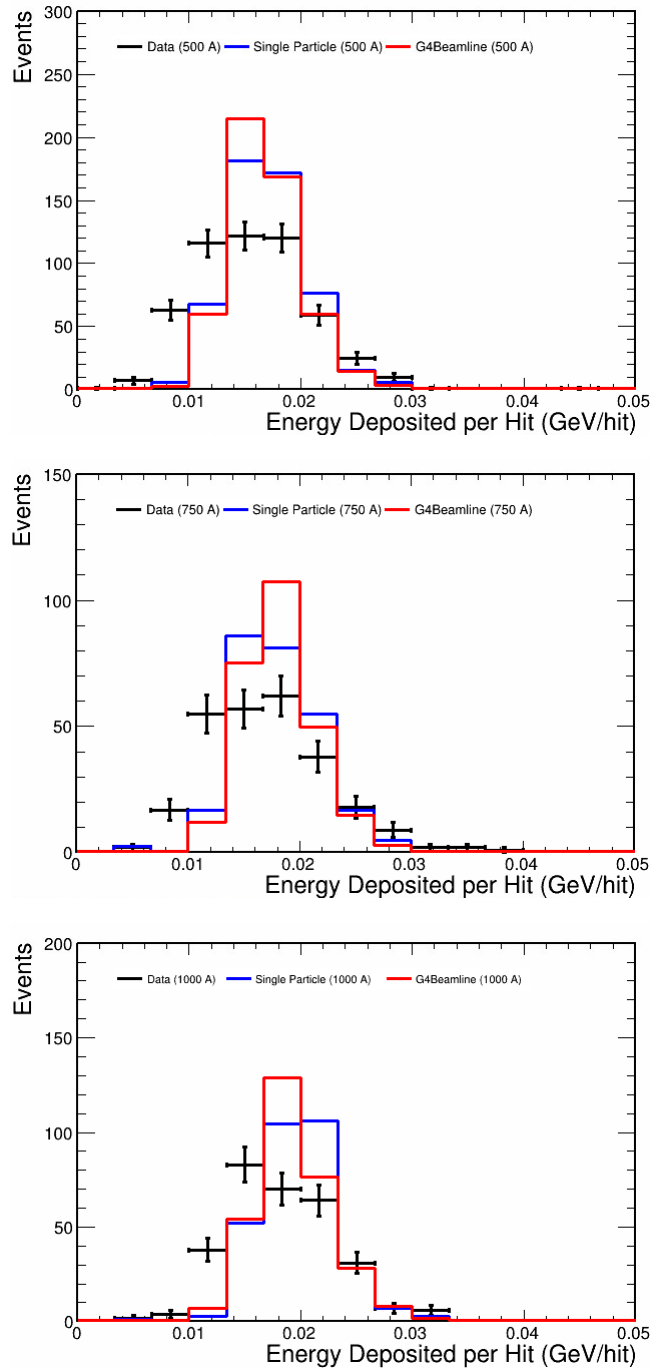 Events
300
Data (500 A) Single Particle (500 A) G4Beamline (500 A)
250
200
150
100
50
0
0 0.01 0.02 0.03 0.04 0.05
Energy Deposited per Hit (GeV/hit)
Events
150
Data (750 A) Single Particle (750 A) G4Beamline (750 A)
100
50
0
0 0.01 0.02 0.03 0.04 0.05
Energy Deposited per Hit (GeV/hit)
Events
200
Data (1000 A) Single Particle (1000 A) G4Beamline (1000 A)
150
100
50
0
0 0.01 0.02 0.03 0.04 0.05
Energy Deposited per Hit (GeV/hit)